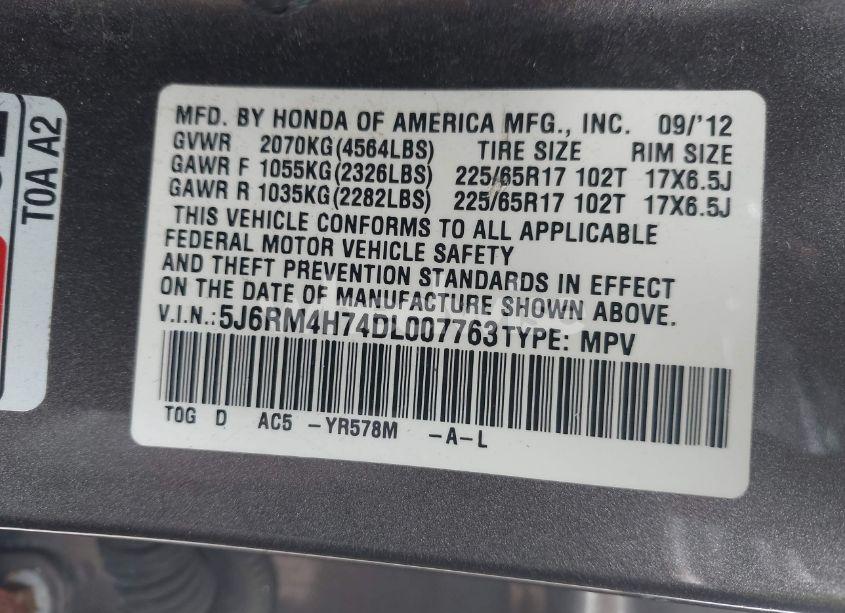 T0A A2
MFD. BY HONDA OF AMERICA MFG., INC. 09/'12
GVWR 2070KG(4564LBS) TIRE SIZE RIM SIZE
GAWR F 1055KG(2326LBS) 225/65R17 102T 17X6.5J
GAWR R 1035KG(2282LBS) 225/65R17 102T 17X6.5J
THIS VEHICLE CONFORMS TO ALL APPLICABLE
FEDERAL MOTOR VEHICLE SAFETY
AND THEFT PREVENTION STANDARDS IN EFFECT
ON THE DATE OF MANUFACTURE SHOWN ABOVE.
V.I.N.:5J6RM4H74DL007763TYPE: MPV
T0G D AC5 -YR578M -A-L